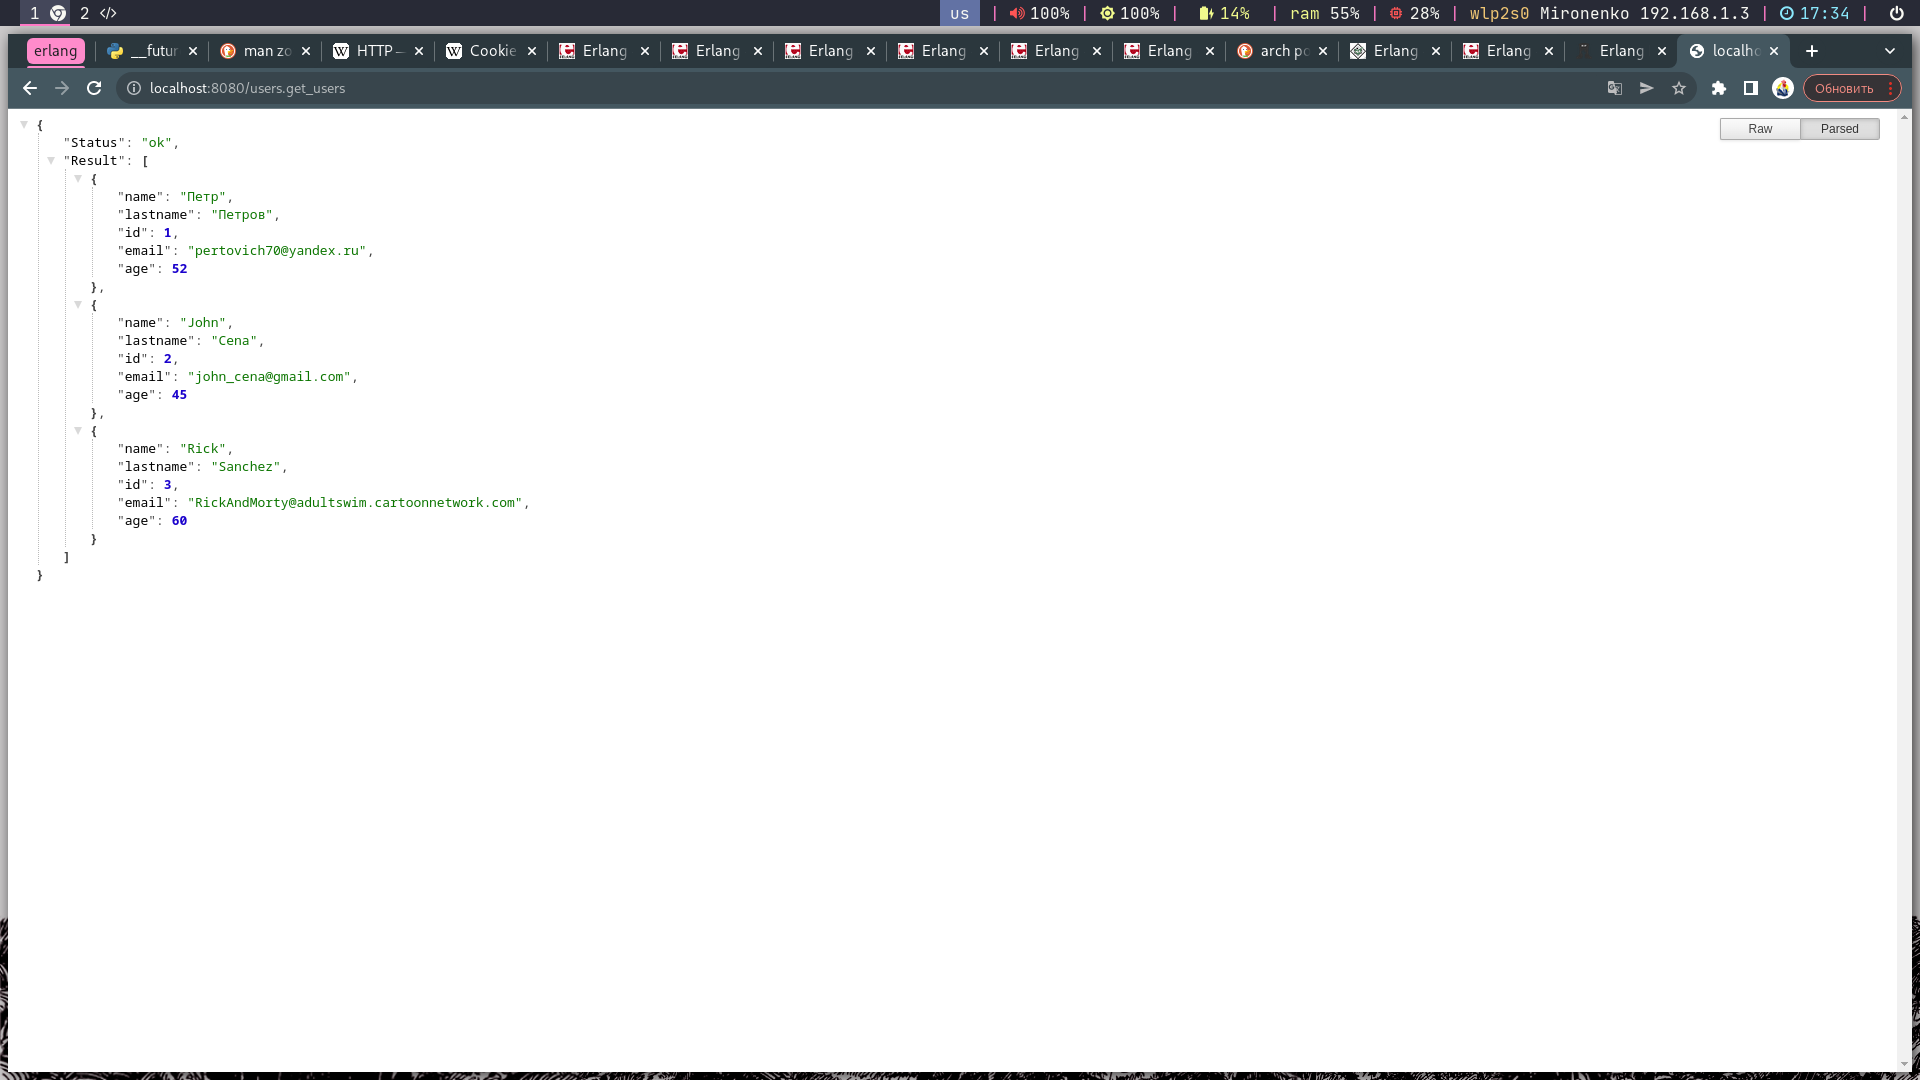 1 2 </> us | 100% | 100% | 14% | ram 55% | 28% | wlp2s0 Mironenko 192.168.1.3 | 17:34 |
erlang __futur man zo HTTP – Cookie Erlang Erlang Erlang Erlang Erlang Erlang arch po Erlang Erlang Erlang localho
localhost:8080/users.get_users Обновить
Raw Parsed
{
"Status": "ok",
"Result": [
{
"name": "Петр",
"lastname": "Петров",
"id": 1,
"email": "pertovich70@yandex.ru",
"age": 52
},
{
"name": "John",
"lastname": "Cena",
"id": 2,
"email": "john_cena@gmail.com",
"age": 45
},
{
"name": "Rick",
"lastname": "Sanchez",
"id": 3,
"email": "RickAndMorty@adultswim.cartoonnetwork.com",
"age": 60
}
]
}